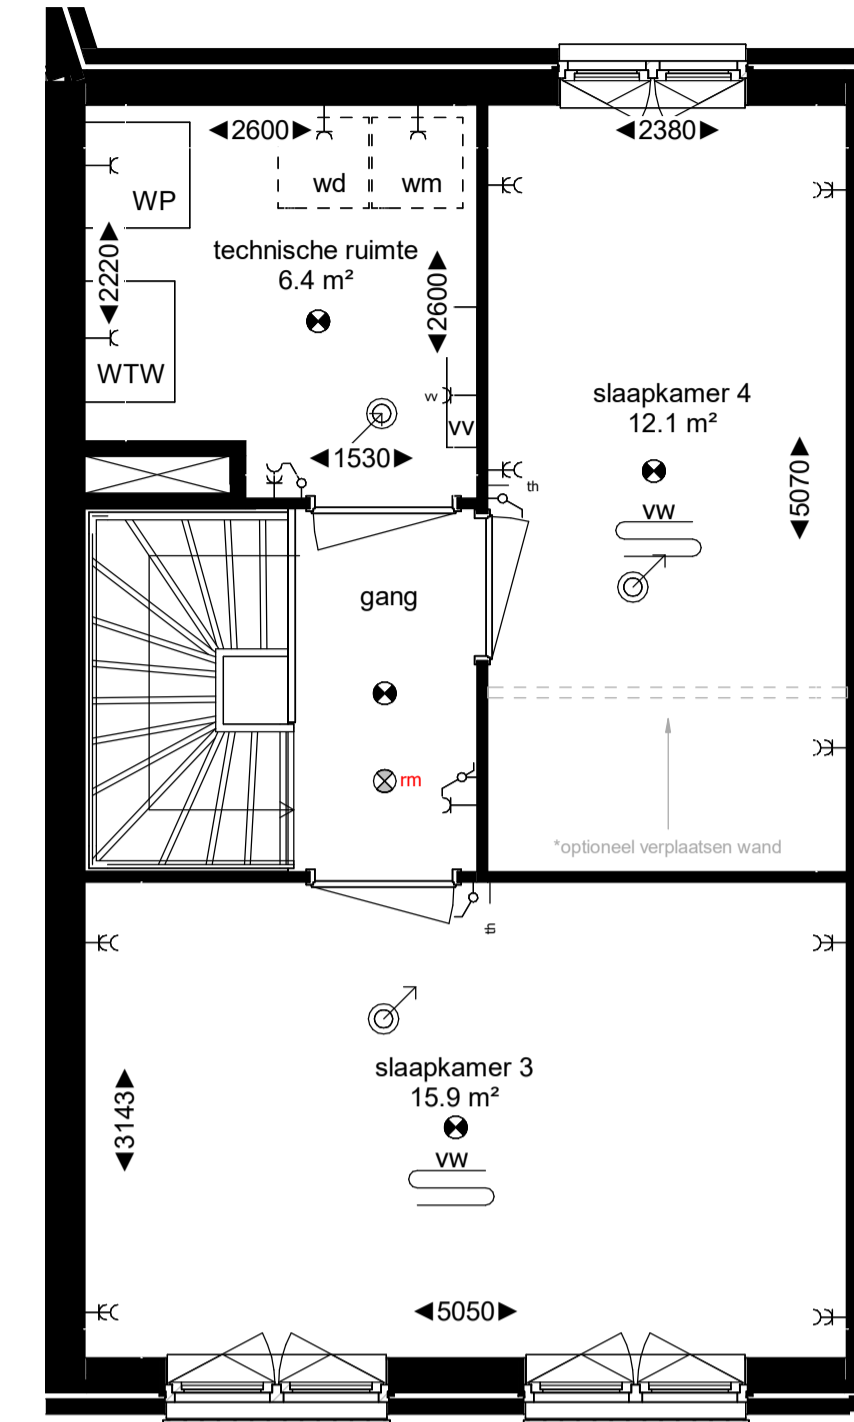 2600
2380
wd
wm
WP
technische ruimte
6.4 m²
2220
2600
WTW
slaapkamer 4
12.1 m²
vv
vv
1530
5070
th
vw
gang
rm
*optioneel verplaatsen wand
th
slaapkamer 3
15.9 m²
3143
vw
5050